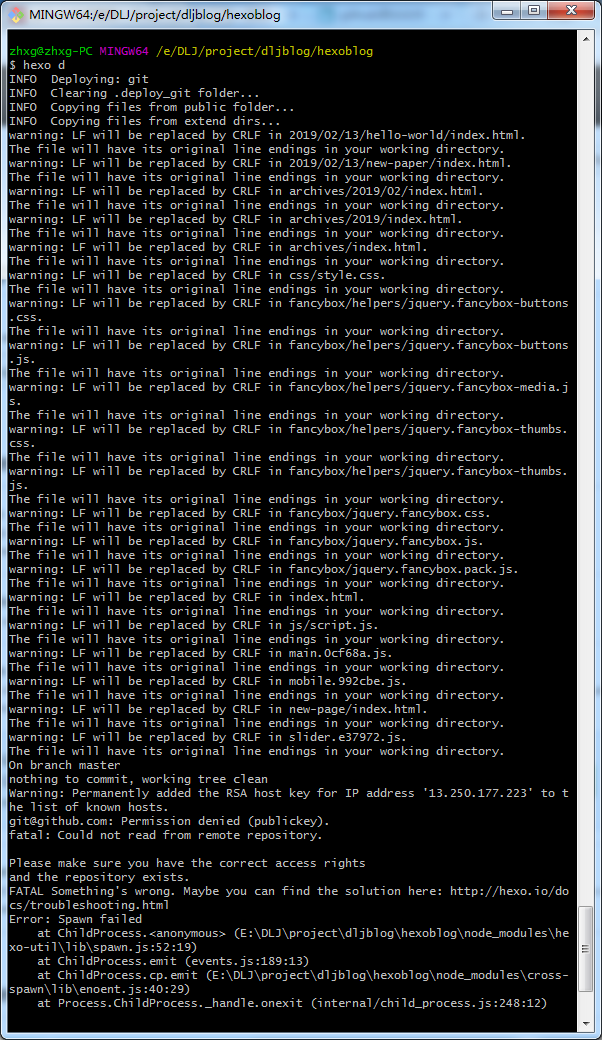 MINGW64:/e/DLJ/project/dljblog/hexoblog
zhxg@zhxg-PC MINGW64 /e/DLJ/project/dljblog/hexoblog
$ hexo d
INFO  Deploying: git
INFO  Clearing .deploy_git folder...
INFO  Copying files from public folder...
INFO  Copying files from extend dirs...
warning: LF will be replaced by CRLF in 2019/02/13/hello-world/index.html.
The file will have its original line endings in your working directory.
warning: LF will be replaced by CRLF in 2019/02/13/new-paper/index.html.
The file will have its original line endings in your working directory.
warning: LF will be replaced by CRLF in archives/2019/02/index.html.
The file will have its original line endings in your working directory.
warning: LF will be replaced by CRLF in archives/2019/index.html.
The file will have its original line endings in your working directory.
warning: LF will be replaced by CRLF in archives/index.html.
The file will have its original line endings in your working directory.
warning: LF will be replaced by CRLF in css/style.css.
The file will have its original line endings in your working directory.
warning: LF will be replaced by CRLF in fancybox/helpers/jquery.fancybox-buttons
.css.
The file will have its original line endings in your working directory.
warning: LF will be replaced by CRLF in fancybox/helpers/jquery.fancybox-buttons
.js.
The file will have its original line endings in your working directory.
warning: LF will be replaced by CRLF in fancybox/helpers/jquery.fancybox-media.j
s.
The file will have its original line endings in your working directory.
warning: LF will be replaced by CRLF in fancybox/helpers/jquery.fancybox-thumbs.
css.
The file will have its original line endings in your working directory.
warning: LF will be replaced by CRLF in fancybox/helpers/jquery.fancybox-thumbs.
js.
The file will have its original line endings in your working directory.
warning: LF will be replaced by CRLF in fancybox/jquery.fancybox.css.
The file will have its original line endings in your working directory.
warning: LF will be replaced by CRLF in fancybox/jquery.fancybox.js.
The file will have its original line endings in your working directory.
warning: LF will be replaced by CRLF in fancybox/jquery.fancybox.pack.js.
The file will have its original line endings in your working directory.
warning: LF will be replaced by CRLF in index.html.
The file will have its original line endings in your working directory.
warning: LF will be replaced by CRLF in js/script.js.
The file will have its original line endings in your working directory.
warning: LF will be replaced by CRLF in main.0cf68a.js.
The file will have its original line endings in your working directory.
warning: LF will be replaced by CRLF in mobile.992cbe.js.
The file will have its original line endings in your working directory.
warning: LF will be replaced by CRLF in new-page/index.html.
The file will have its original line endings in your working directory.
warning: LF will be replaced by CRLF in slider.e37972.js.
The file will have its original line endings in your working directory.
On branch master
nothing to commit, working tree clean
Warning: Permanently added the RSA host key for IP address '13.250.177.223' to t
he list of known hosts.
git@github.com: Permission denied (publickey).
fatal: Could not read from remote repository.

Please make sure you have the correct access rights
and the repository exists.
FATAL Something's wrong. Maybe you can find the solution here: http://hexo.io/do
cs/troubleshooting.html
Error: Spawn failed
    at ChildProcess.<anonymous> (E:\DLJ\project\dljblog\hexoblog\node_modules\he
xo-util\lib\spawn.js:52:19)
    at ChildProcess.emit (events.js:189:13)
    at ChildProcess.cp.emit (E:\DLJ\project\dljblog\hexoblog\node_modules\cross-
spawn\lib\enoent.js:40:29)
    at Process.ChildProcess._handle.onexit (internal/child_process.js:248:12)